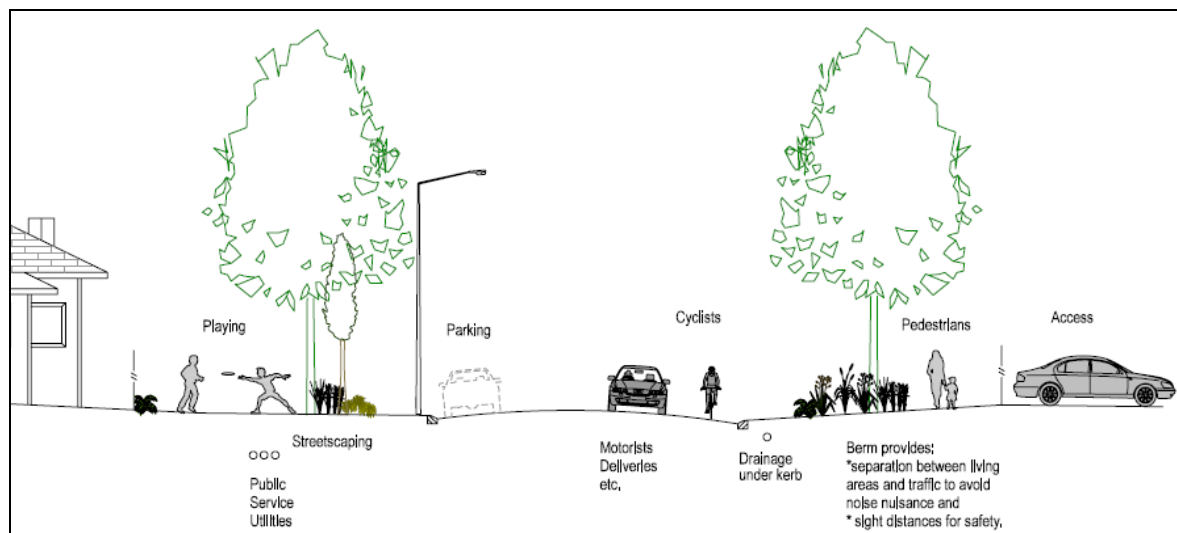 Playing
Parking
Cyclists
Pedestrians
Access
Streetscaping
Public
Service
Utilities
Motorists
Deliveries
etc.
Drainage
under kerb
Berm provides;
*separation between living
areas and traffic to avoid
noise nuisance and
* sight distances for safety.